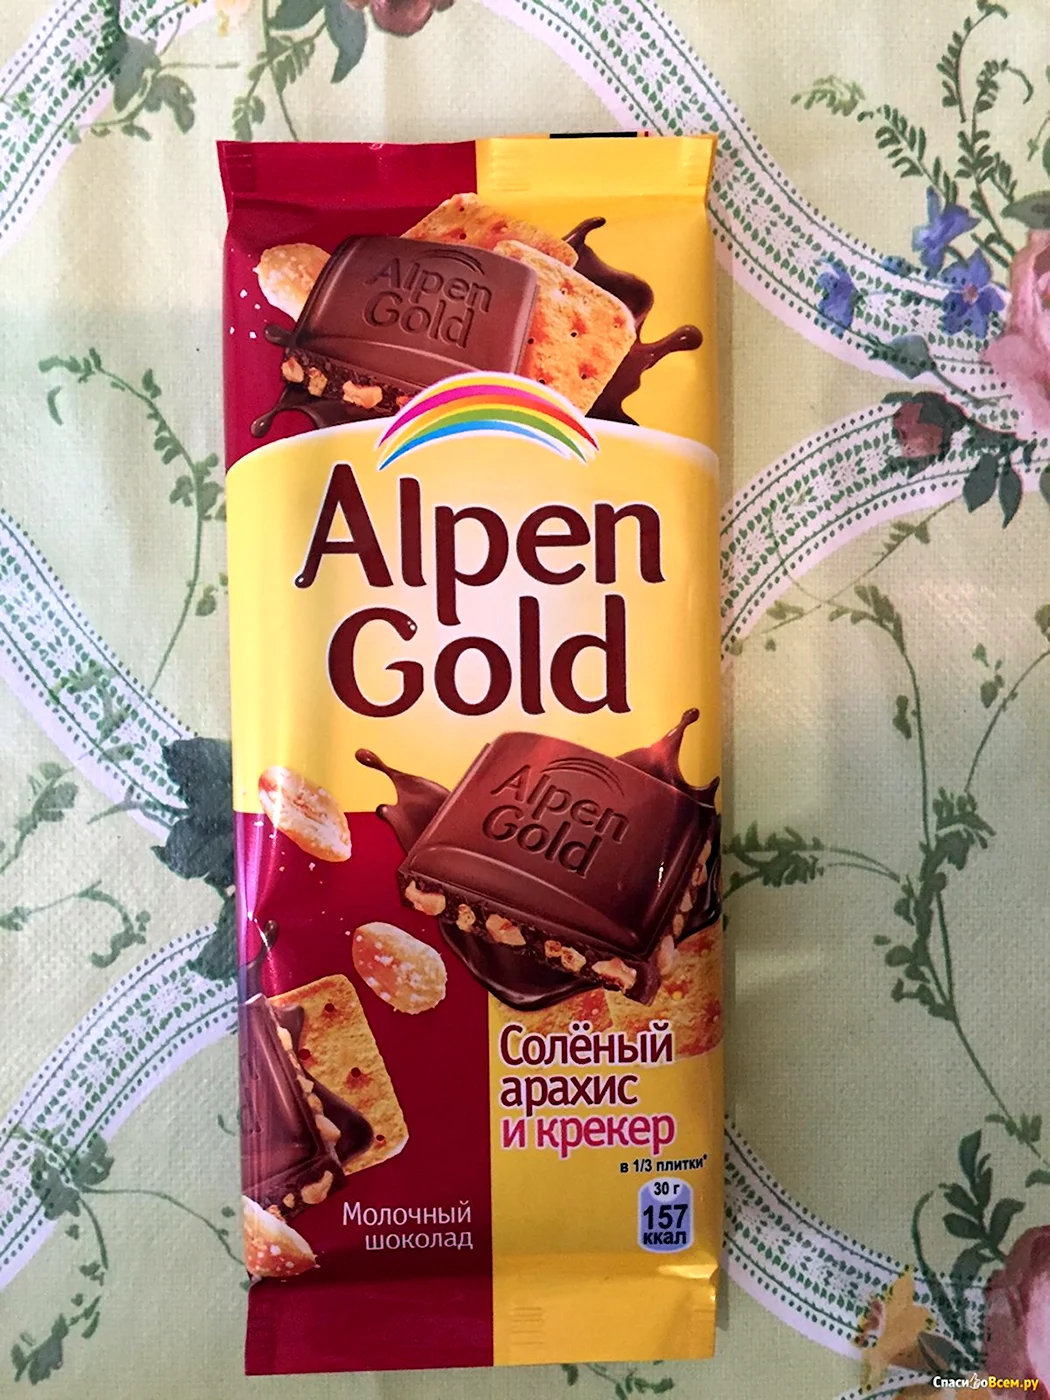 Alpen
Gold
Alpen
Gold
Alpen
Gold
Солёный
арахис
и крекер
в 1/3 плитки*
30 г
157
ккал
Молочный
шоколад
СпасибоВсем.ру